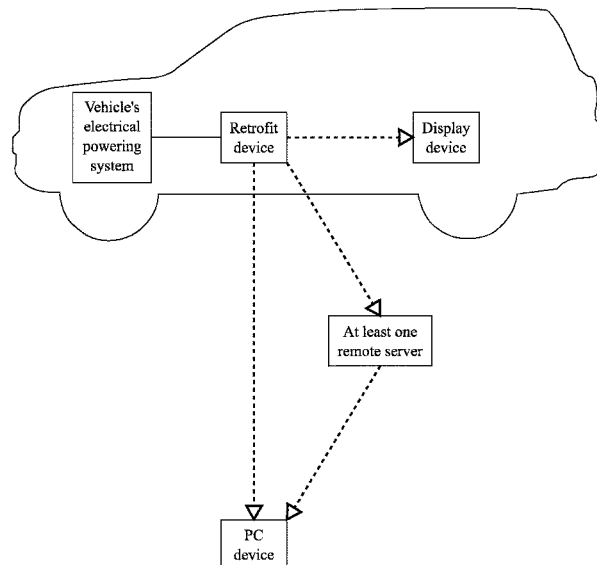 Vehicle's
electrical
powering
system
Retrofit
device
Display
device
At least one
remote server
PC
device